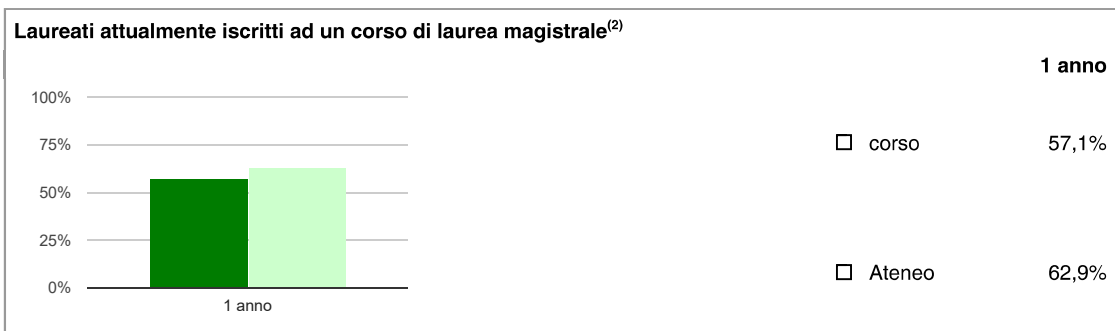 Laureati attualmente iscritti ad un corso di laurea magistrale(2)
1 anno
100%
75%
50%
25%
0%
1 anno
corso 57,1%
Ateneo 62,9%